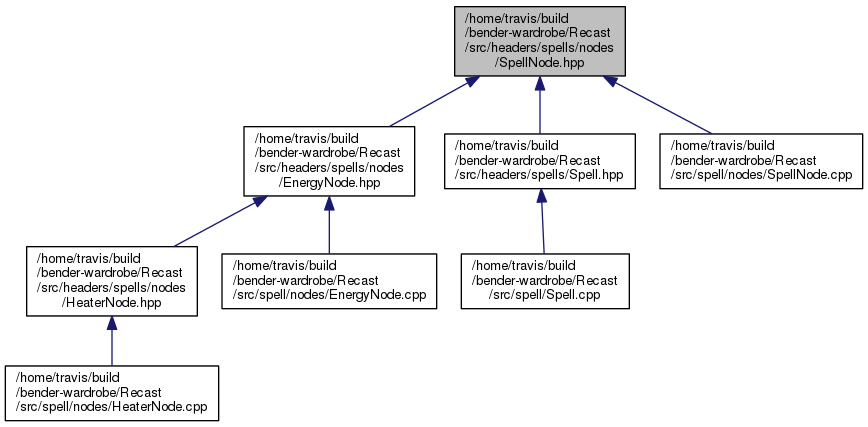 /home/travis/build
/bender-wardrobe/Recast
/src/headers/spells/nodes
/SpellNode.hpp
/home/travis/build
/bender-wardrobe/Recast
/src/headers/spells/nodes
/EnergyNode.hpp
/home/travis/build
/bender-wardrobe/Recast
/src/headers/spells/Spell.hpp
/home/travis/build
/bender-wardrobe/Recast
/src/spell/nodes/SpellNode.cpp
/home/travis/build
/bender-wardrobe/Recast
/src/headers/spells/nodes
/HeaterNode.hpp
/home/travis/build
/bender-wardrobe/Recast
/src/spell/nodes/EnergyNode.cpp
/home/travis/build
/bender-wardrobe/Recast
/src/spell/Spell.cpp
/home/travis/build
/bender-wardrobe/Recast
/src/spell/nodes/HeaterNode.cpp